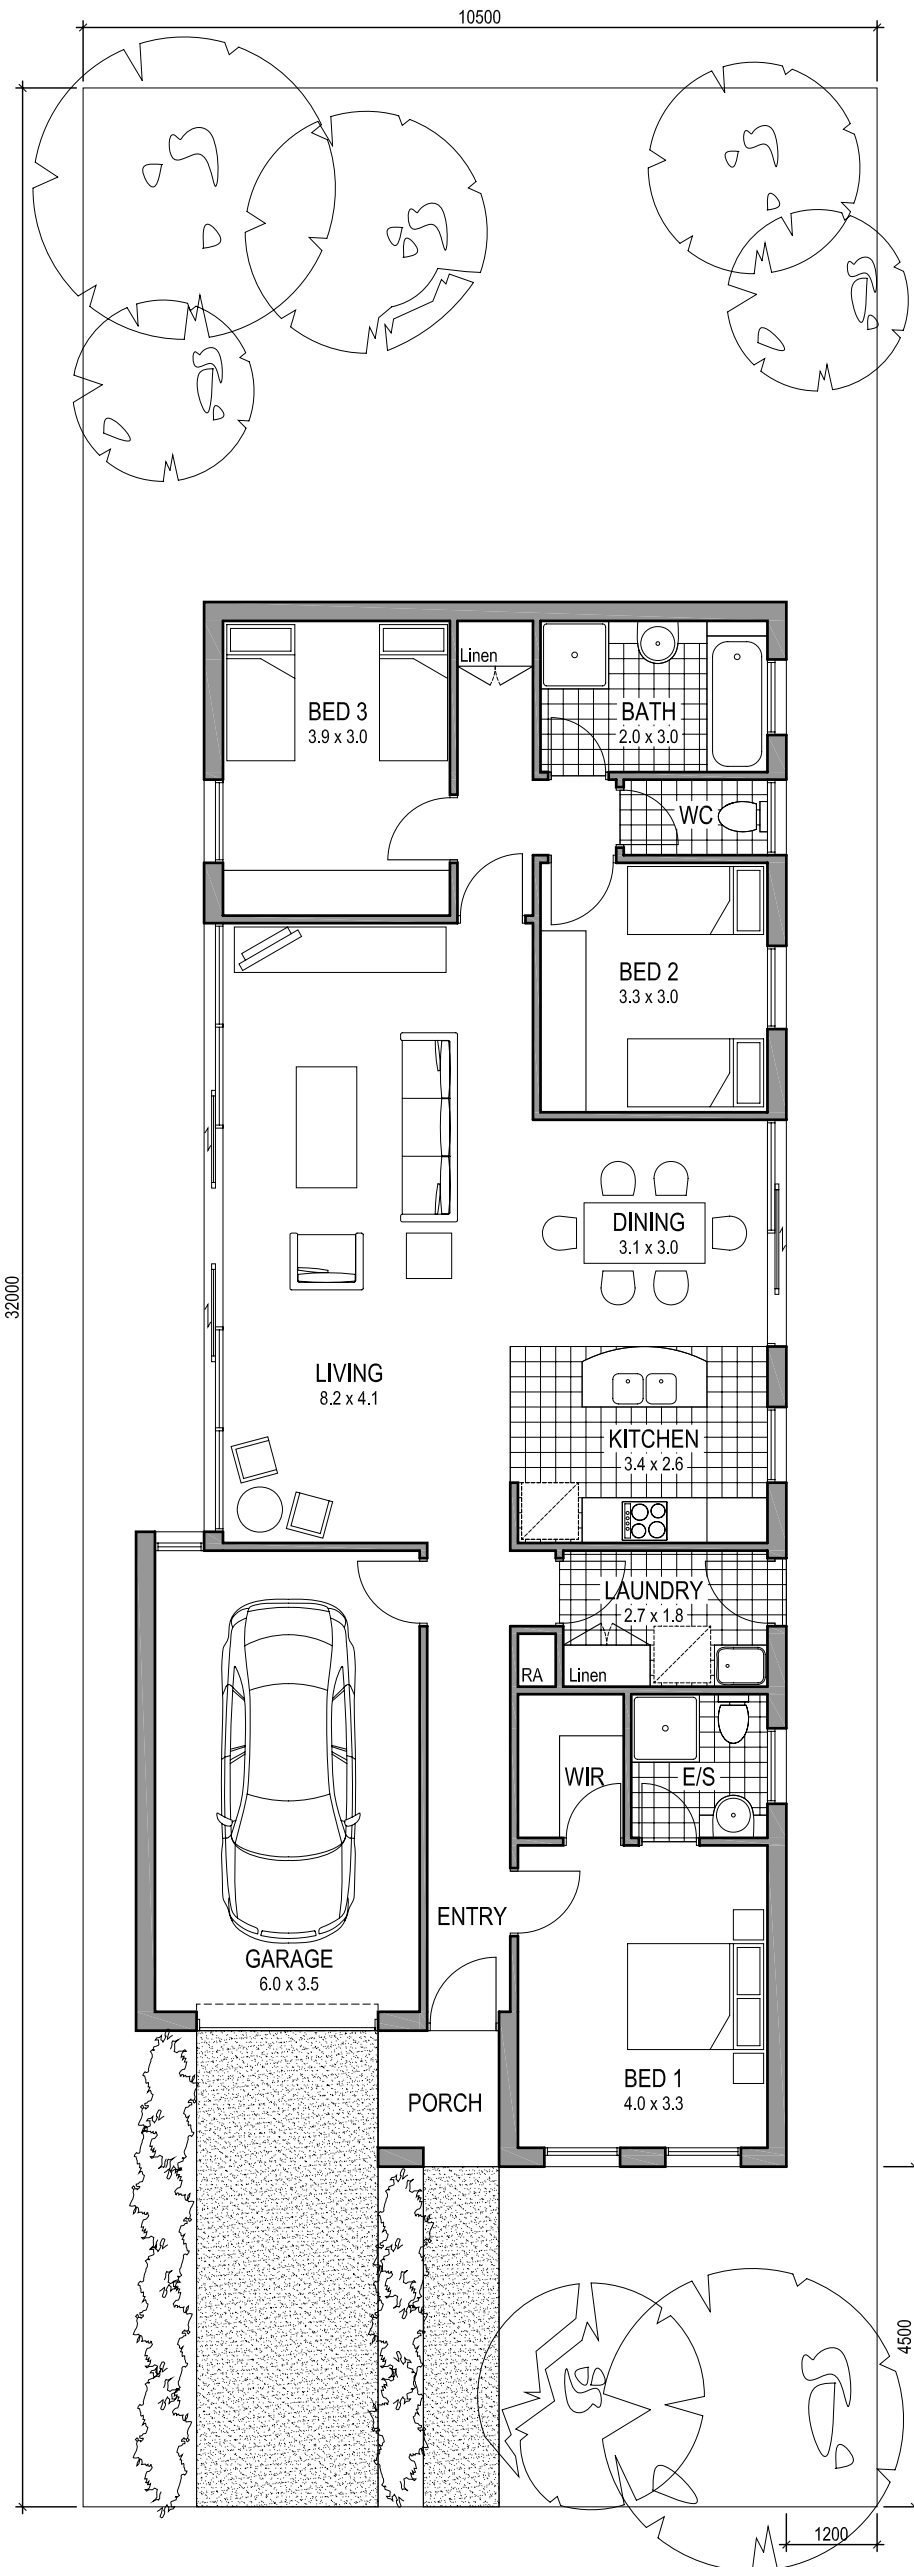 10500
32000
Linen
BED 3
3.9 x 3.0
BATH
2.0 x 3.0
WC
BED 2
3.3 x 3.0
DINING
3.1 x 3.0
LIVING
8.2 x 4.1
KITCHEN
3.4 x 2.6
LAUNDRY
2.7 x 1.8
RA
Linen
WIR
E/S
ENTRY
GARAGE
6.0 x 3.5
BED 1
4.0 x 3.3
PORCH
4500
1200